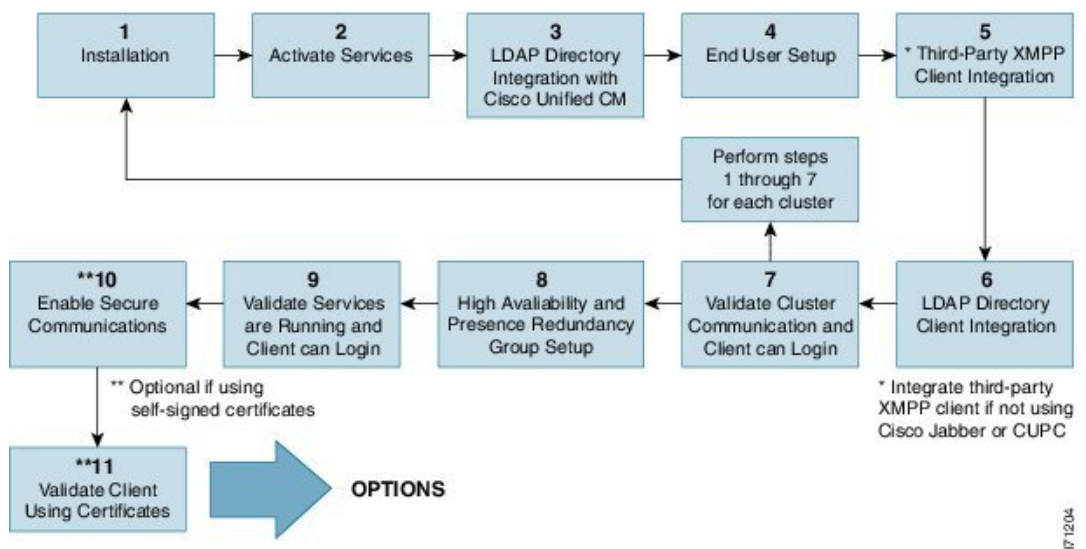 1
Installation
2
Activate Services
3
LDAP Directory
Integration with
Cisco Unified CM
4
End User Setup
5
* Third-Party XMPP
Client Integration
Perform steps
1 through 7
for each cluster
**10
Enable Secure
Communications
9
Validate Services
are Running and
Client can Login
8
High Avaliability and
Presence Redundancy
Group Setup
7
Validate Cluster
Communication and
Client can Login
6
LDAP Directory
Client Integration
** Optional if using
self-signed certificates
* Integrate third-party
XMPP client if not using
Cisco Jabber or CUPC
**11
Validate Client
Using Certificates
OPTIONS